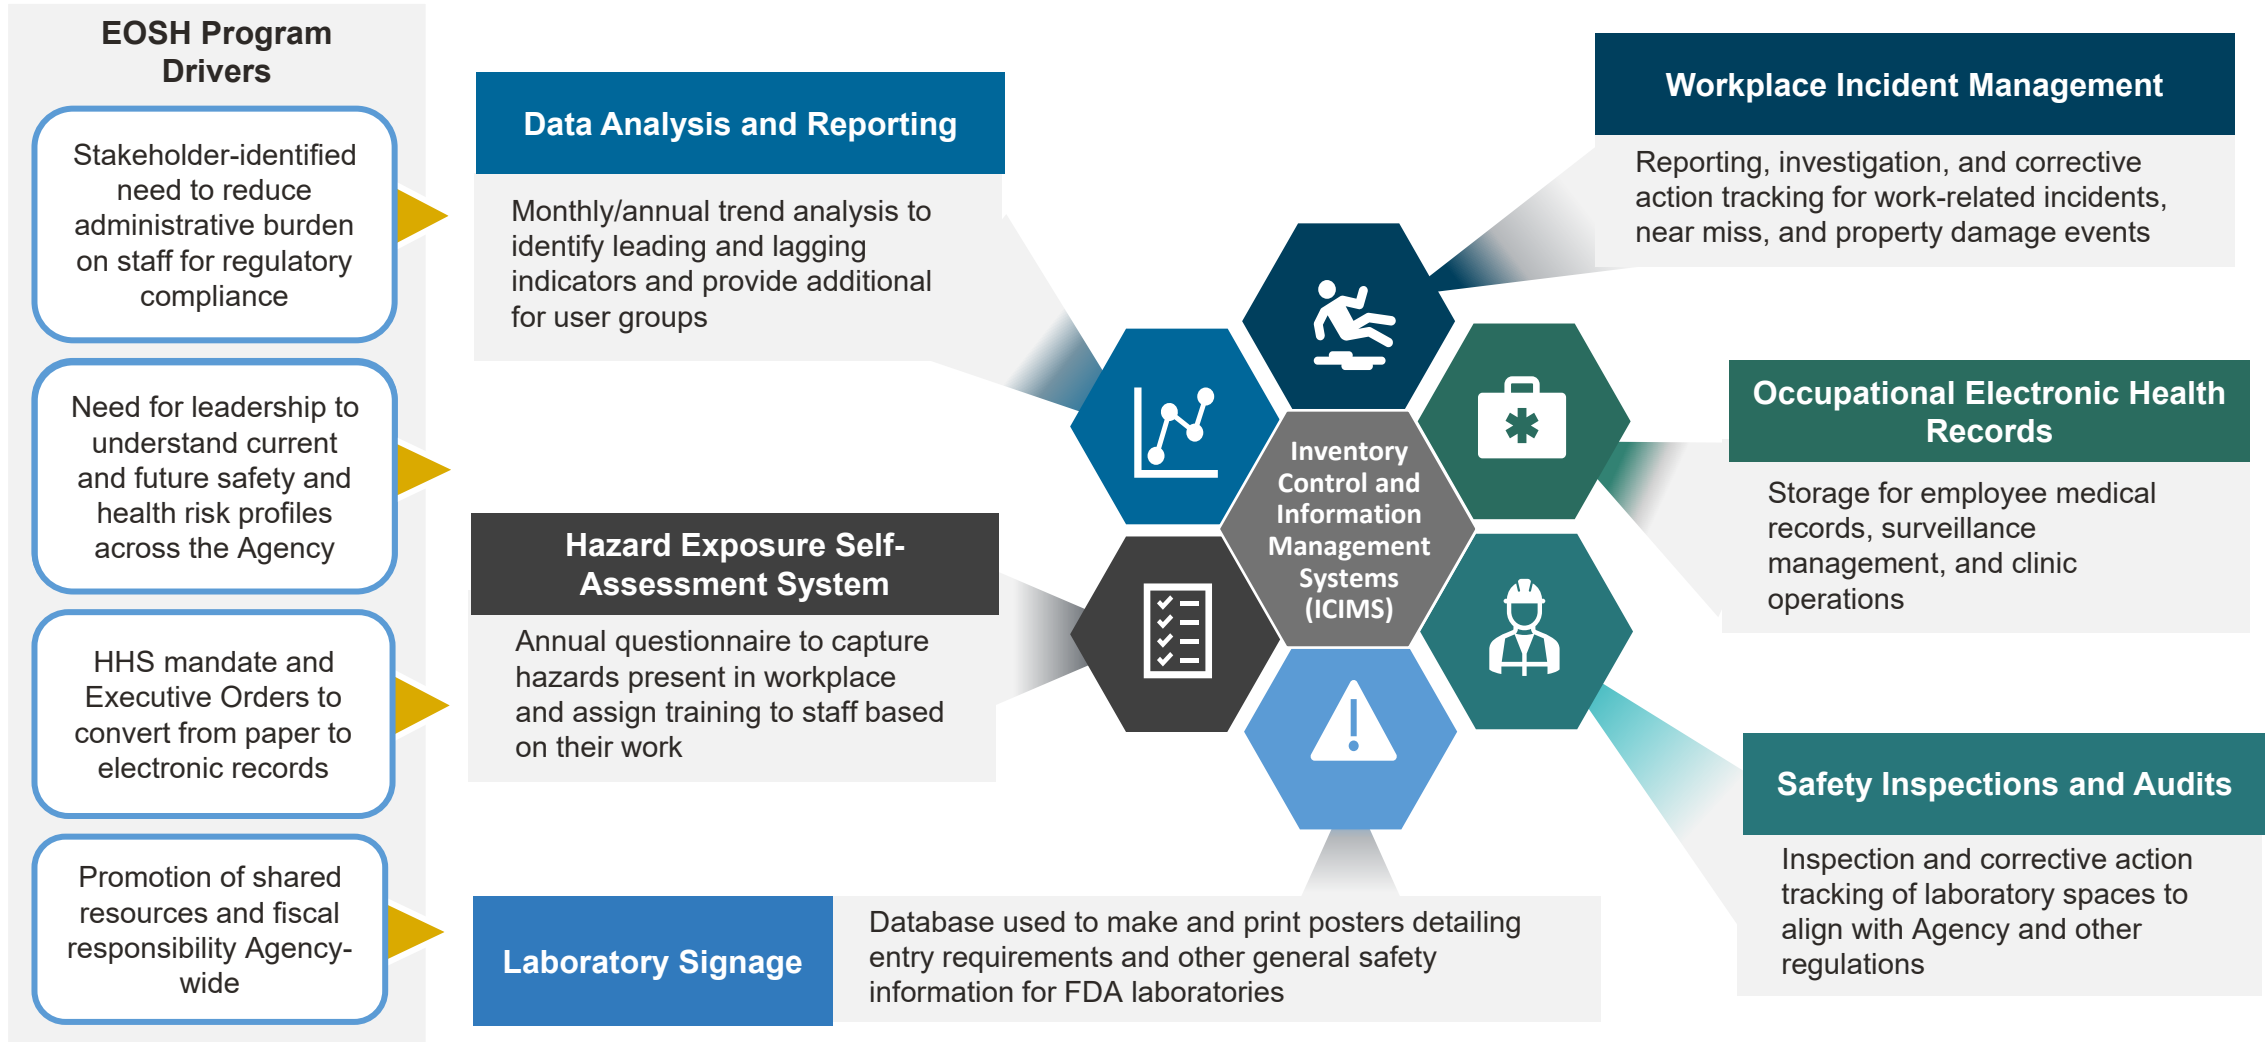 EOSH Program
Drivers
Stakeholder-identified
need to reduce
administrative burden
on staff for regulatory
compliance
Need for leadership to
understand current
and future safety and
health risk profiles
across the Agency
HHS mandate and
Executive Orders to
convert from paper to
electronic records
Promotion of shared
resources and fiscal
responsibility Agency-
wide
Data Analysis and Reporting
Monthly/annual trend analysis to
identify leading and lagging
indicators and provide additional
for user groups
Hazard Exposure Self-
Assessment System
Annual questionnaire to capture
hazards present in workplace
and assign training to staff based
on their work
Laboratory Signage
Database used to make and print posters detailing
entry requirements and other general safety
information for FDA laboratories
Inventory
Control and
Information
Management
Systems
(ICIMS)
Workplace Incident Management
Reporting, investigation, and corrective
action tracking for work-related incidents,
near miss, and property damage events
Occupational Electronic Health
Records
Storage for employee medical
records, surveillance
management, and clinic
operations
Safety Inspections and Audits
Inspection and corrective action
tracking of laboratory spaces to
align with Agency and other
regulations